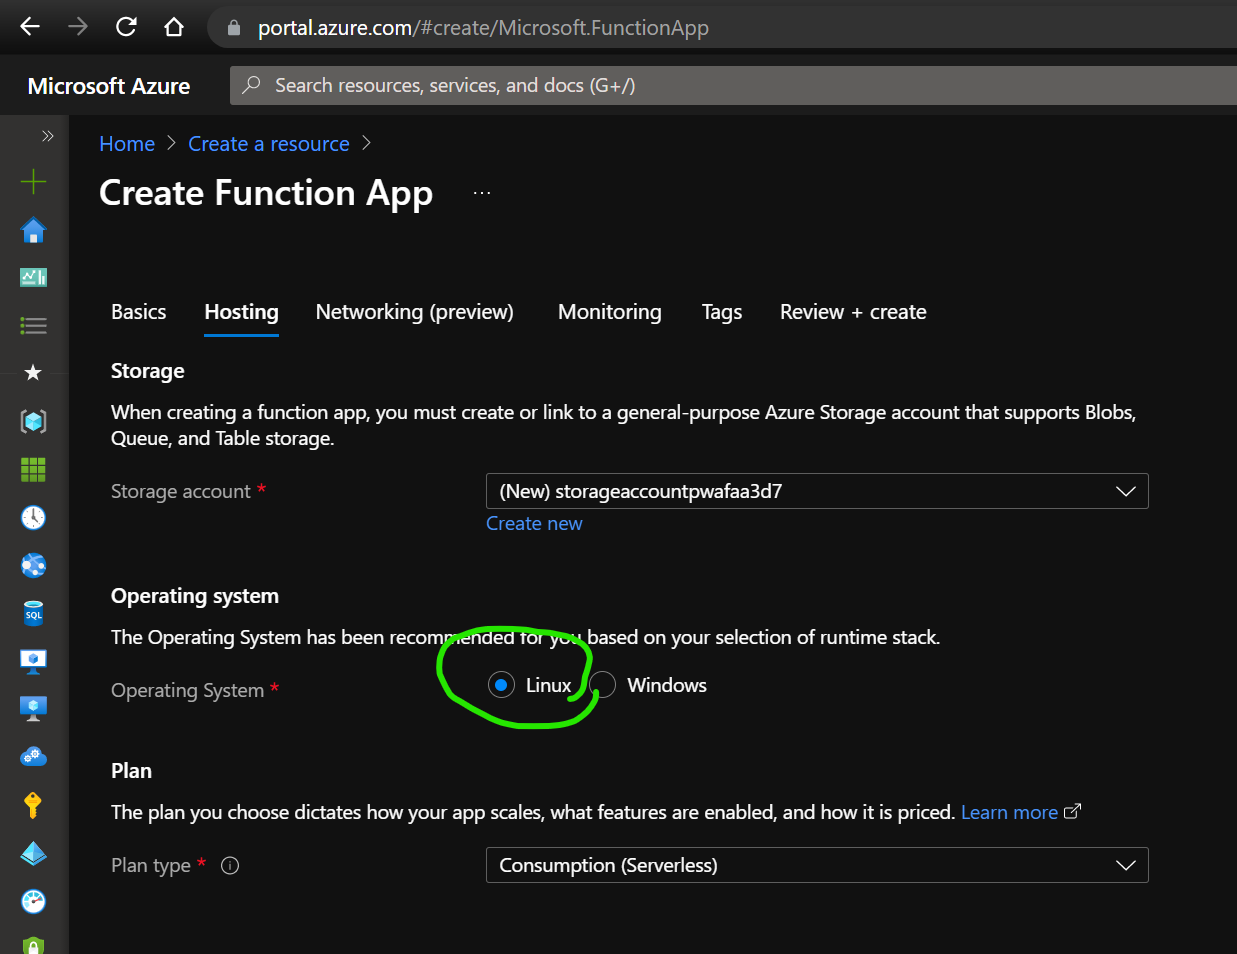 portal.azure.com/#create/Microsoft.FunctionApp
Microsoft Azure
Search resources, services, and docs (G+/)
Home > Create a resource >
Create Function App ...
Basics Hosting Networking (preview) Monitoring Tags Review + create
Storage
When creating a function app, you must create or link to a general-purpose Azure Storage account that supports Blobs,
Queue, and Table storage.
Storage account *
(New) storageaccountpwafaa3d7
Create new
Operating system
The Operating System has been recommended for you based on your selection of runtime stack.
Operating System *
Linux Windows
Plan
The plan you choose dictates how your app scales, what features are enabled, and how it is priced. Learn more
Plan type *
Consumption (Serverless)
SQL